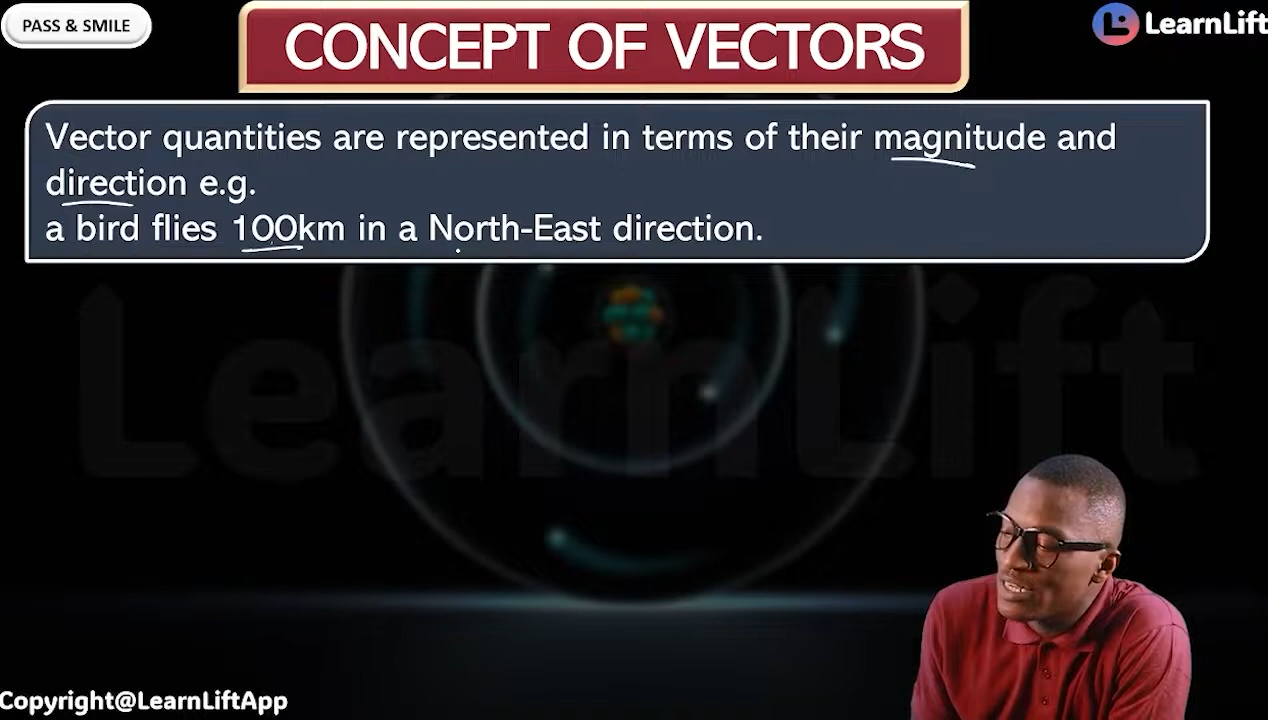 PASS & SMILE
CONCEPT OF VECTORS
LearnLift
Vector quantities are represented in terms of their magnitude and
direction e.g.
a bird flies 100km in a North-East direction.
LearnLift
Copyright@LearnLiftApp